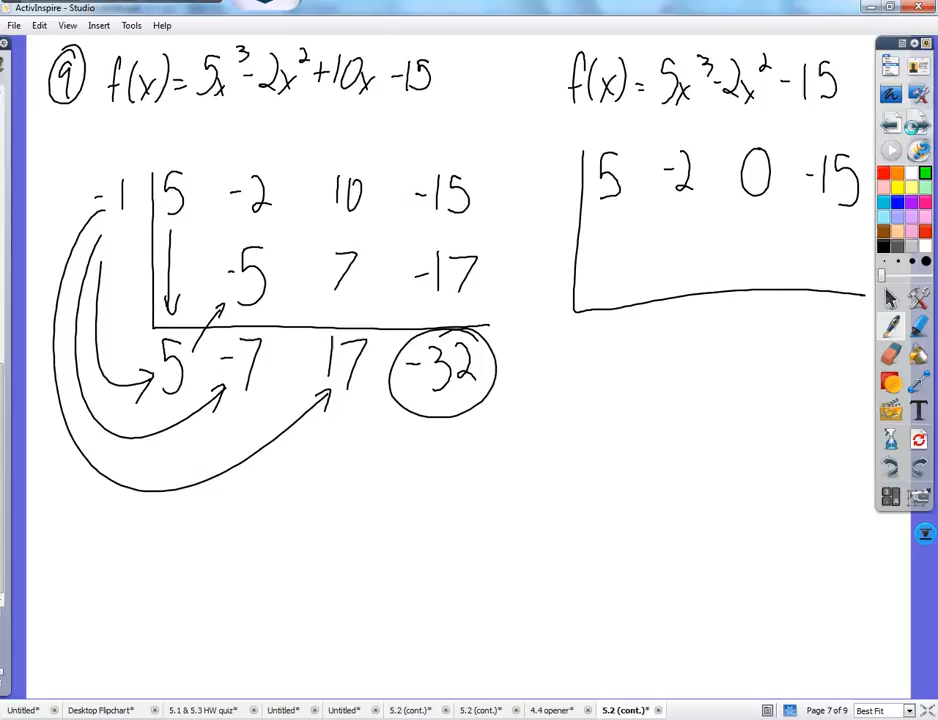 ActivInspire - Studio
File Edit View Insert Tools Help
9 f(x) = 5x³ - 2x² + 10x - 15
-1 5 -2 10 -15
-5 7 -17
5 -7 17 -32
f(x) = 5x³ - 2x² - 15
5 -2 0 -15
Untitled* Desktop Flipchart* 5.1 & 5.3 HW quiz* Untitled* Untitled* 5.2 (cont.)* 5.2 (cont.)* 4.4 opener* 5.2 (cont.)* Page 7 of 9 Best Fit